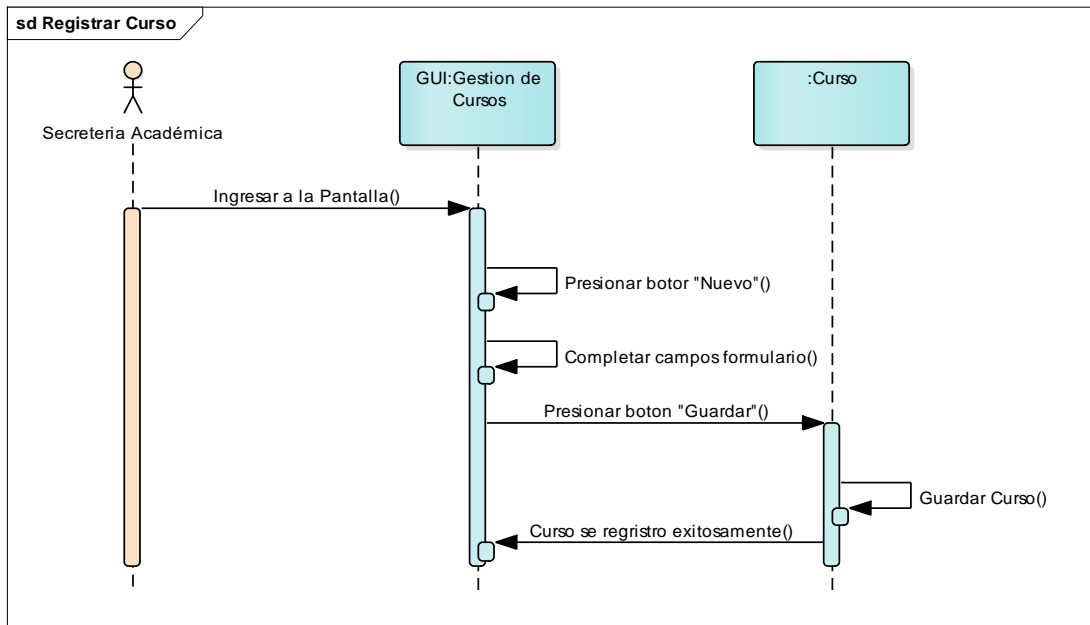 sd Registrar Curso
GUI:Gestion de
Cursos
:Curso
Secreteria Académica
Ingresar a la Pantalla()
Presionar botor "Nuevo"()
Completar campos formulario()
Presionar boton "Guardar"()
Guardar Curso()
Curso se regristro exitosamente()